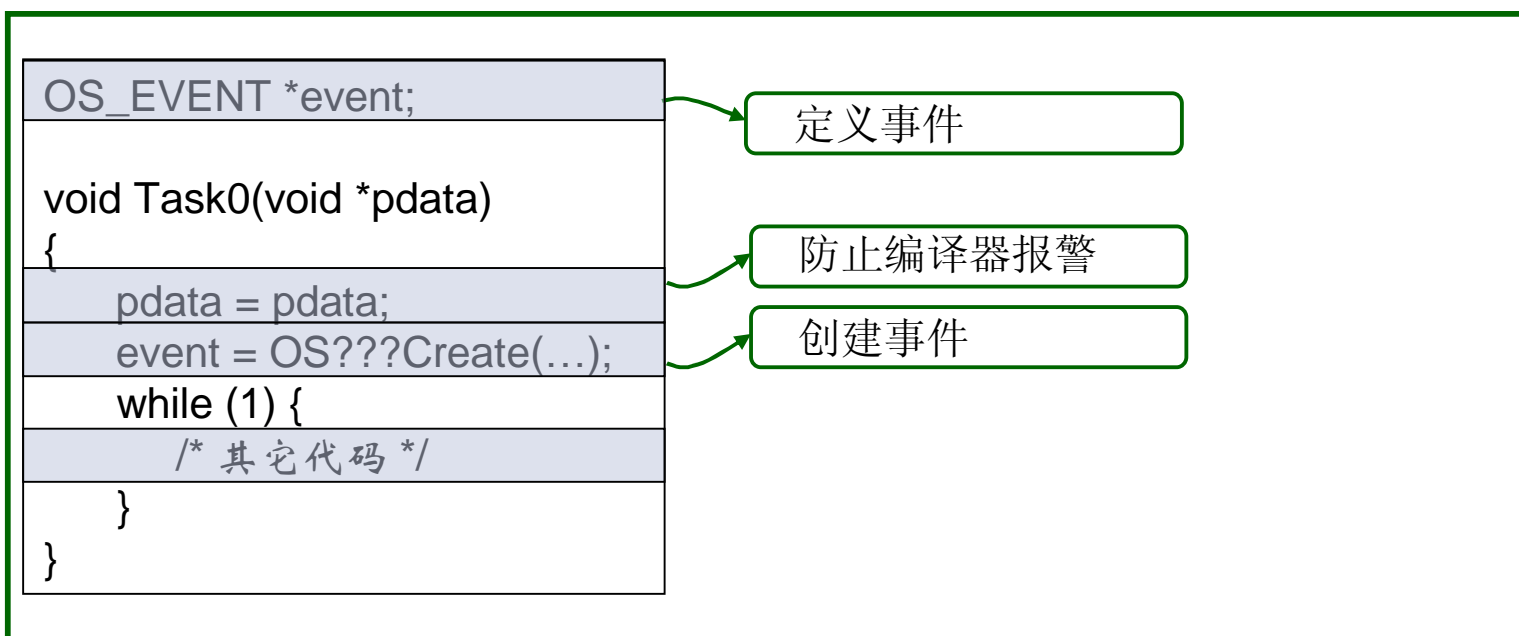 OS_EVENT *event;
定义事件
void Task0(void *pdata)
{
防止编译器报警
pdata = pdata;
event = OS???Create(…);
创建事件
while (1) {
/* 其它代码 */
}
}